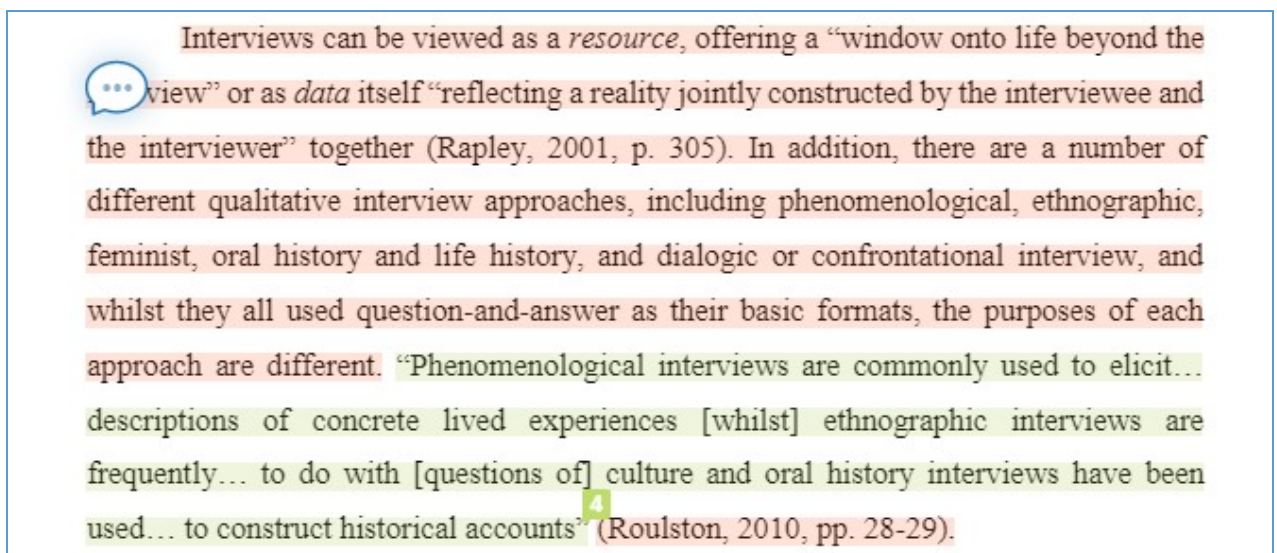 Interviews can be viewed as a resource, offering a “window onto life beyond the
view” or as data itself “reflecting a reality jointly constructed by the interviewee and
the interviewer” together (Rapley, 2001, p. 305). In addition, there are a number of
different qualitative interview approaches, including phenomenological, ethnographic,
feminist, oral history and life history, and dialogic or confrontational interview, and
whilst they all used question-and-answer as their basic formats, the purposes of each
approach are different. “Phenomenological interviews are commonly used to elicit…
descriptions of concrete lived experiences [whilst] ethnographic interviews are
frequently… to do with [questions of] culture and oral history interviews have been
4
used… to construct historical accounts” (Roulston, 2010, pp. 28-29).